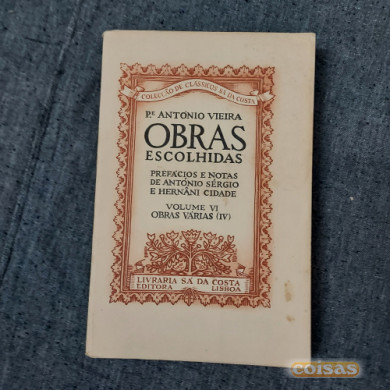 COLECÇÃO DE CLÁSSICOS SÁ DA COSTA
P.E ANTÓNIO VIEIRA
OBRAS
ESCOLHIDAS
PREFÁCIOS E NOTAS
DE ANTÓNIO SÉRGIO
E HERNÂNI CIDADE
VOLUME VI
OBRAS VÁRIAS (IV)
LIVRARIA SÁ DA COSTA
EDITORA LISBOA
coisas